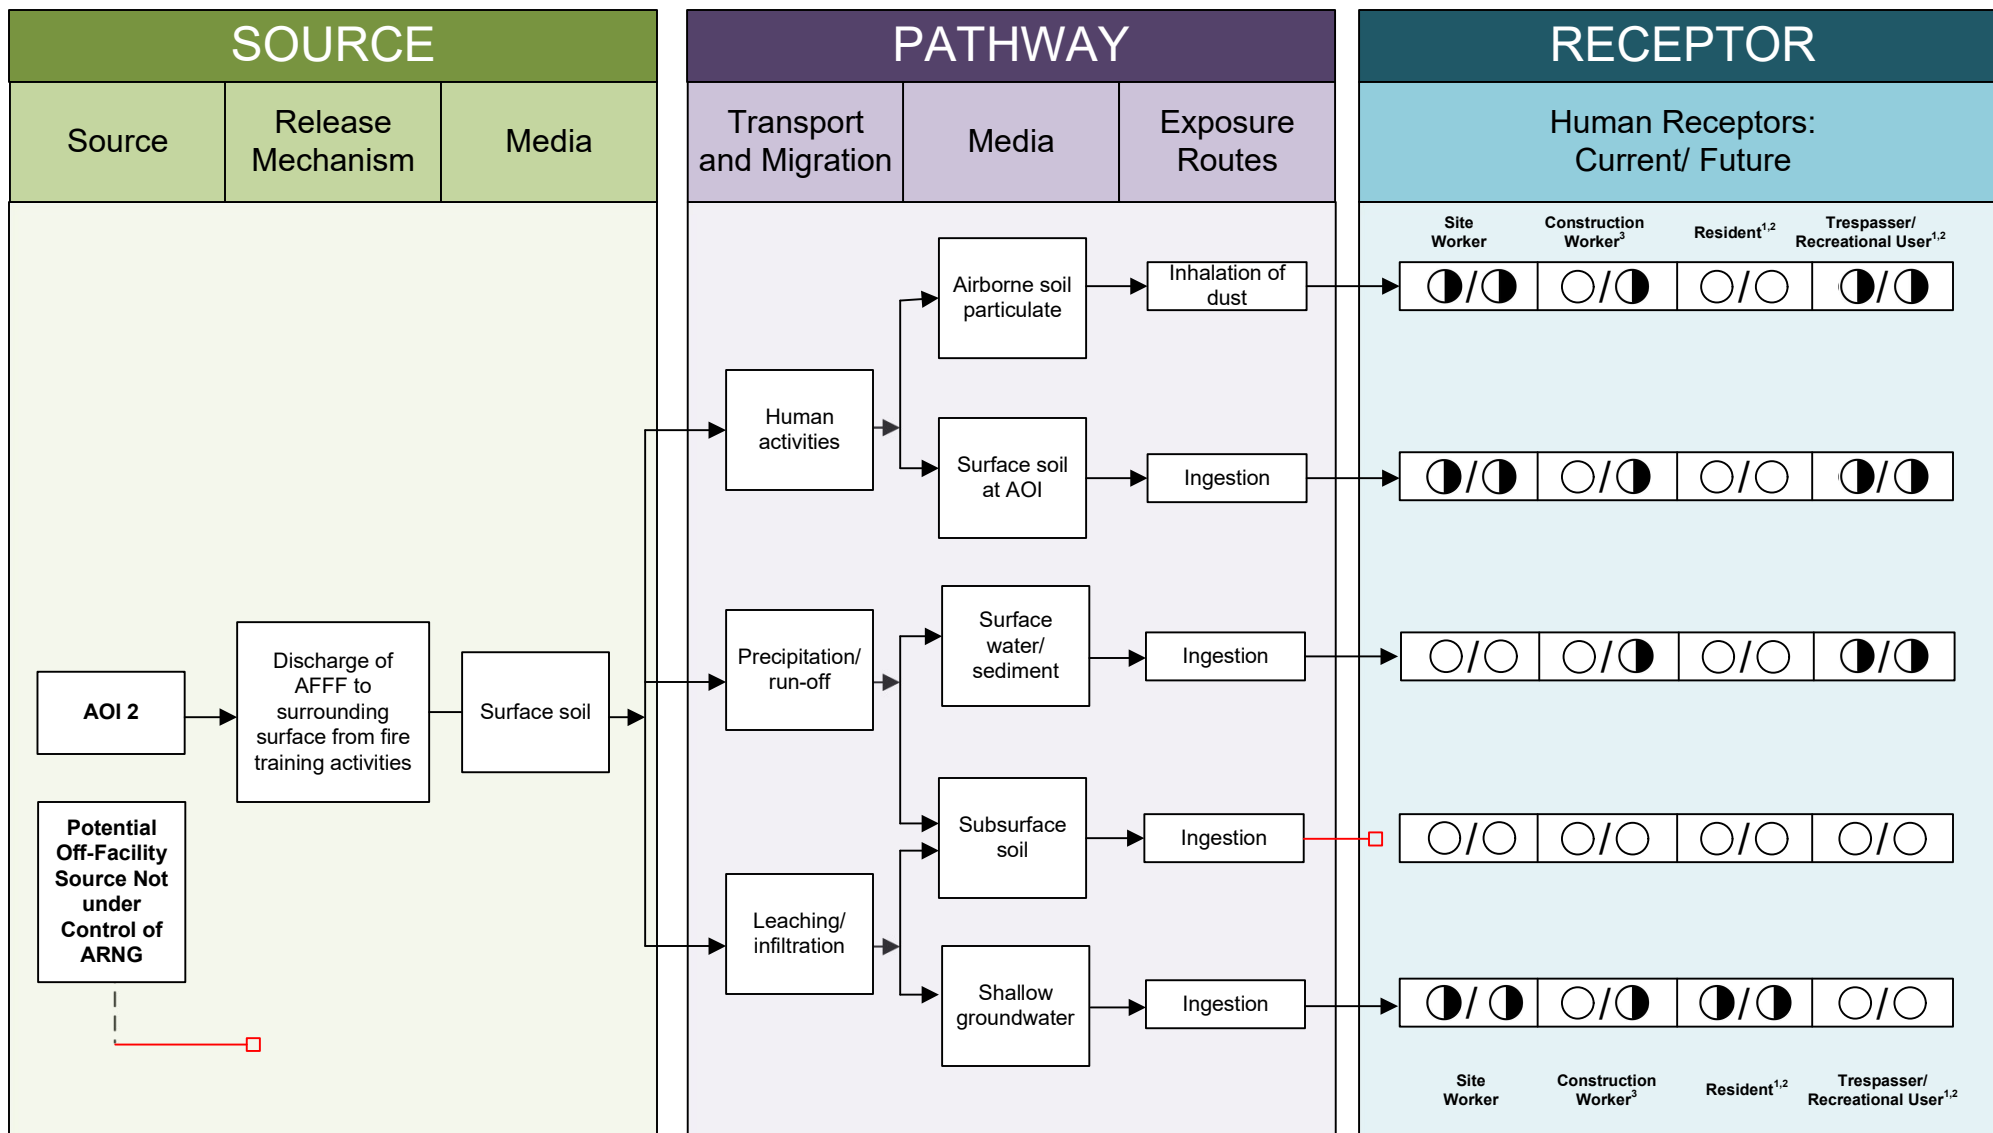 SOURCE
PATHWAY
RECEPTOR
Source
Release
Mechanism
Media
Transport
and Migration
Media
Exposure
Routes
Human Receptors:
Current/ Future
Site
Worker
Construction
Worker3
Resident1,2
Trespasser/
Recreational User1,2
Airborne soil
particulate
Inhalation of
dust
/
/
/
/
Human
activities
Surface soil
at AOI
Ingestion
/
/
/
/
AOI 2
Discharge of
AFFF to
surrounding
surface from fire
training activities
Surface soil
Precipitation/
run-off
Surface
water/
sediment
Ingestion
/
/
/
/
Potential
Off-Facility
Source Not
under
Control of
ARNG
Subsurface
soil
Ingestion
/
/
/
/
Leaching/
infiltration
Shallow
groundwater
Ingestion
/
/
/
/
Site
Worker
Construction
Worker3
Resident1,2
Trespasser/
Recreational User1,2